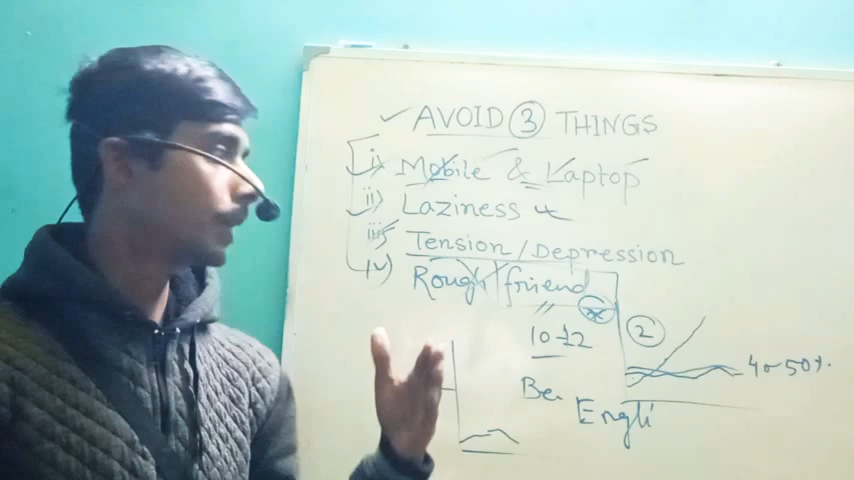 ✓ AVOID ③ THINGS
i) Mobile & Laptop
ii) Laziness
iii) Tension/Depression
iv) Rough friend
10-12
②
40-50%.
Be
Engli